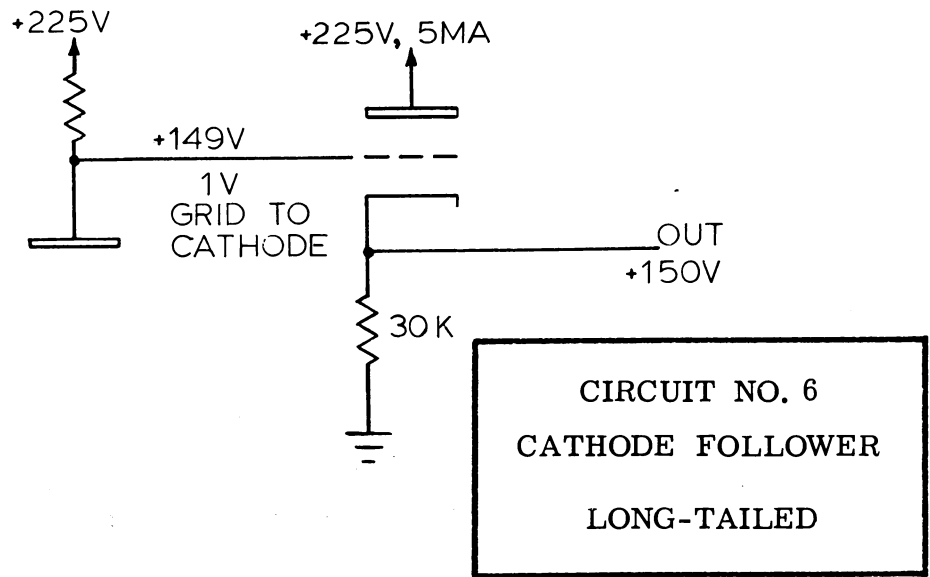 +225V
+225V, 5MA
+149V
1V
GRID TO
CATHODE
OUT
+150V
30K
CIRCUIT NO. 6
CATHODE FOLLOWER
LONG-TAILED